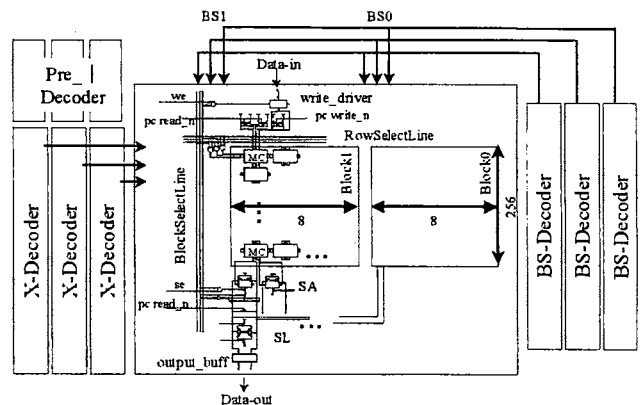 BS1
BS0
Pre_
Decoder
Data-in
we
write_driver
pc read_n
pc write_n
RowSelectLine
X-Decoder
X-Decoder
X-Decoder
BlockSelectLine
MC
Block1
8
Block0
8
256
BS-Decoder
BS-Decoder
BS-Decoder
MC
se
SA
pc read_n
SL
output_buff
Data-out